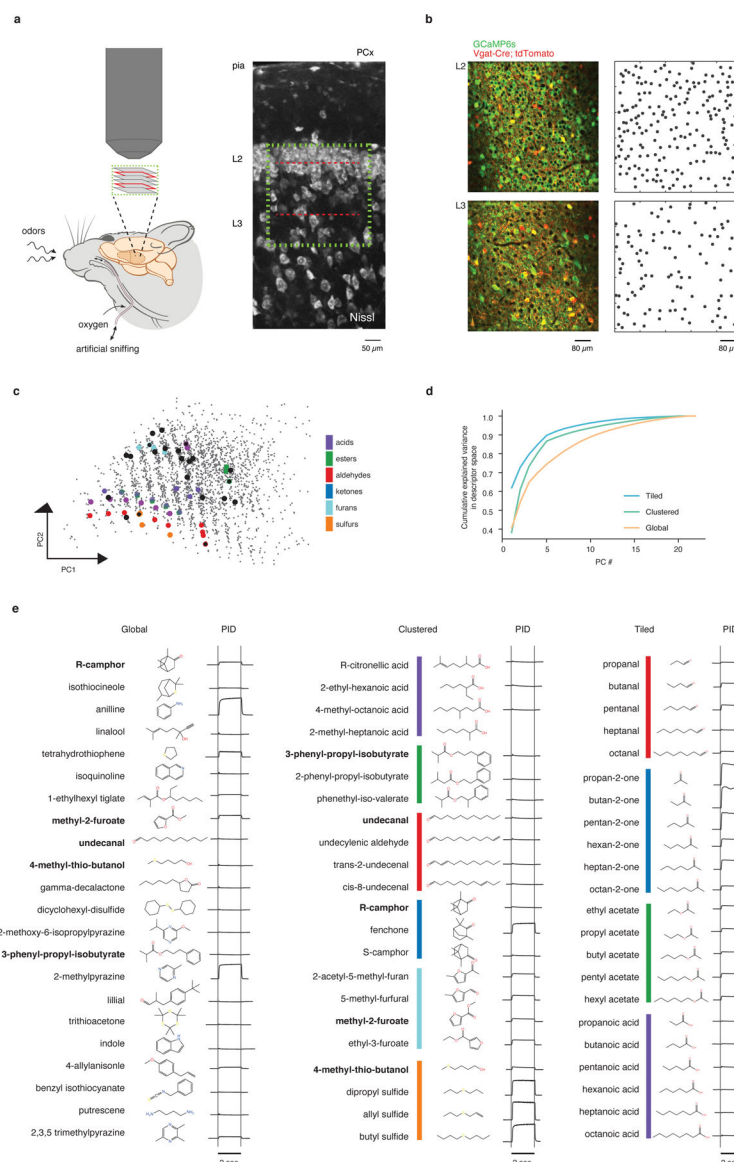 a
PCx
pia
L2
L3
Nissl
50 µm
odors
oxygen
artificial sniffing
b
GCaMP6s
Vgat-Cre; tdTomato
L2
L3
80 µm
80 µ
c
PC2
PC1
acids
esters
aldehydes
ketones
furans
sulfurs
d
Cumulative explained variance
in descriptor space
1.0
0.9
0.8
0.7
0.6
0.5
0.4
0
5
10
15
20
PC #
Tiled
Clustered
Global
e
Global
PID
R-camphor
isothiocineole
anilline
linalool
tetrahydrothiophene
isoquinoline
1-ethylhexyl tiglate
methyl-2-furoate
undecanal
4-methyl-thio-butanol
gamma-decalactone
dicyclohexyl-disulfide
2-methoxy-6-isopropylpyrazine
3-phenyl-propyl-isobutyrate
2-methylpyrazine
lillial
trithioacetone
indole
4-allylanisonle
benzyl isothiocyanate
putrescene
2,3,5 trimethylpyrazine
Clustered
PID
R-citronellic acid
2-ethyl-hexanoic acid
4-methyl-octanoic acid
2-methyl-heptanoic acid
3-phenyl-propyl-isobutyrate
2-phenyl-propyl-isobutyrate
phenethyl-iso-valerate
undecanal
undecylenic aldehyde
trans-2-undecenal
cis-8-undecenal
R-camphor
fenchone
S-camphor
2-acetyl-5-methyl-furan
5-methyl-furfural
methyl-2-furoate
ethyl-3-furoate
4-methyl-thio-butanol
dipropyl sulfide
allyl sulfide
butyl sulfide
Tiled
PID
propanal
butanal
pentanal
heptanal
octanal
propan-2-one
butan-2-one
pentan-2-one
hexan-2-one
heptan-2-one
octan-2-one
ethyl acetate
propyl acetate
butyl acetate
pentyl acetate
hexyl acetate
propanoic acid
butanoic acid
pentanoic acid
hexanoic acid
heptanoic acid
octanoic acid